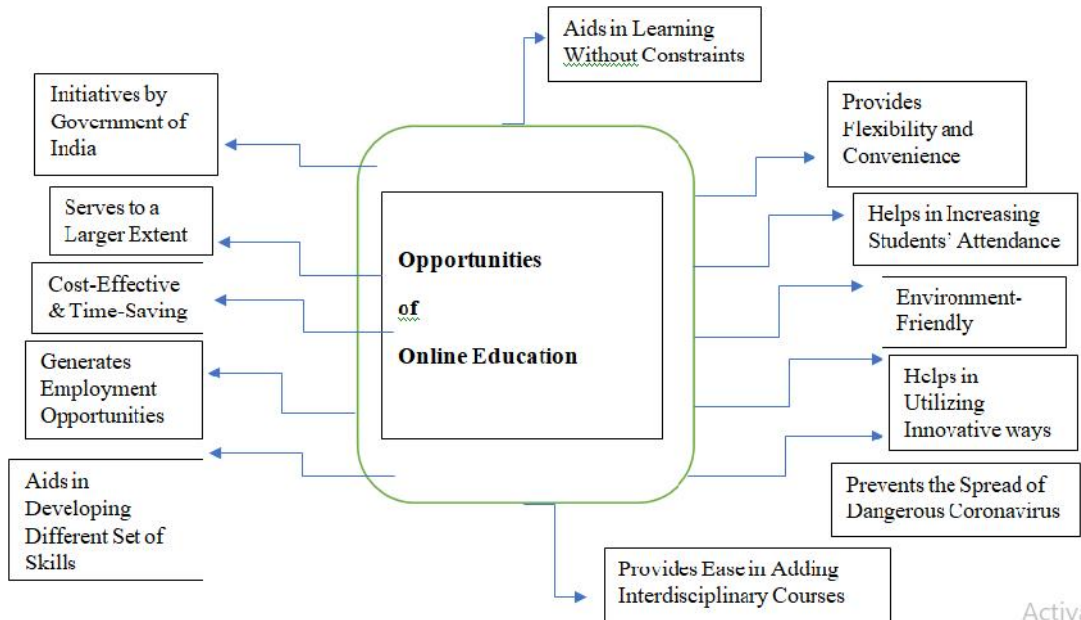 Aids in Learning
Without Constraints
Initiatives by
Government of
India
Provides
Flexibility and
Convenience
Serves to a
Larger Extent
Helps in Increasing
Students’ Attendance
Cost-Effective
& Time-Saving
Environment-
Friendly
Opportunities
of
Online Education
Generates
Employment
Opportunities
Helps in
Utilizing
Innovative ways
Aids in
Developing
Different Set of
Skills
Prevents the Spread of
Dangerous Coronavirus
Provides Ease in Adding
Interdisciplinary Courses
Activa